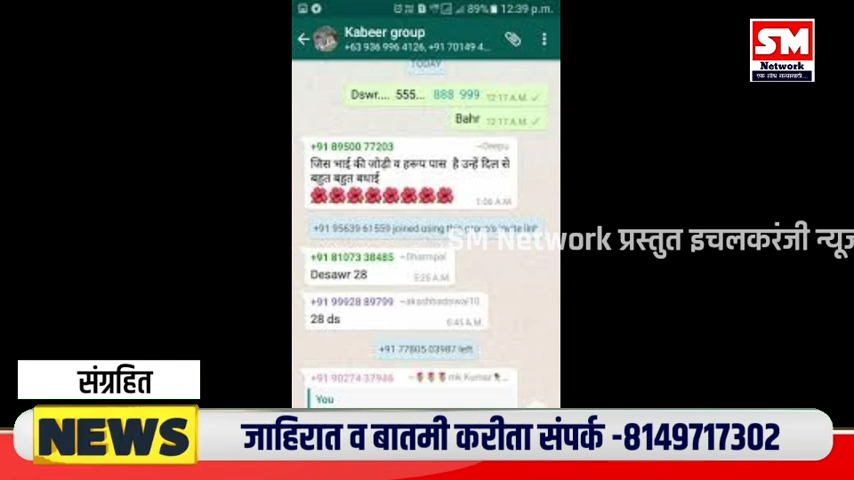 89% 12:39 p.m.
Kabeer group
+63 936 996 4126, +91 70149 4...
TODAY
Dswr.... 555... 888 999 12:17 A.M.
Bahr 12:17 A.M.
+91 89500 77203 ~Deepu
जिस भाई की जोड़ी व हरूप पास है उन्हें दिल से
बहुत बहुत बधाई
1:06 A.M.
+91 95639 61559 joined using this group's invite link
+91 81073 38485 ~Dharmpal
Desawr 28 5:25 A.M.
+91 99928 89799 ~akashbadswal10
28 ds 6:45 A.M.
+91 77805 03987 left
+91 90274 37946 ~mk Kumar
You
SM
Network
एक शोध सत्यासाठी...
SM Network प्रस्तुत इचलकरंजी न्यूज
संग्रहित
NEWS
जाहिरात व बातमी करीता संपर्क -8149717302